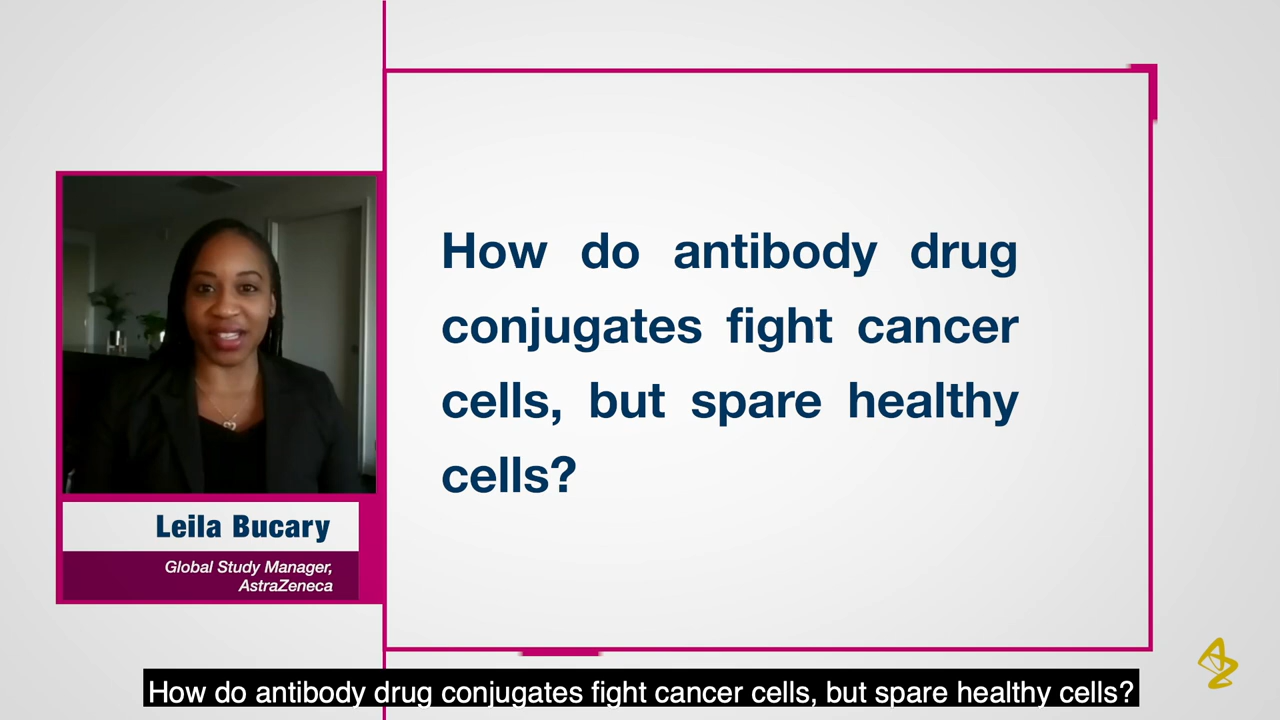 How do antibody drug
conjugates fight cancer
cells, but spare healthy
cells?
Leila Bucary
Global Study Manager,
AstraZeneca
How do antibody drug conjugates fight cancer cells, but spare healthy cells?